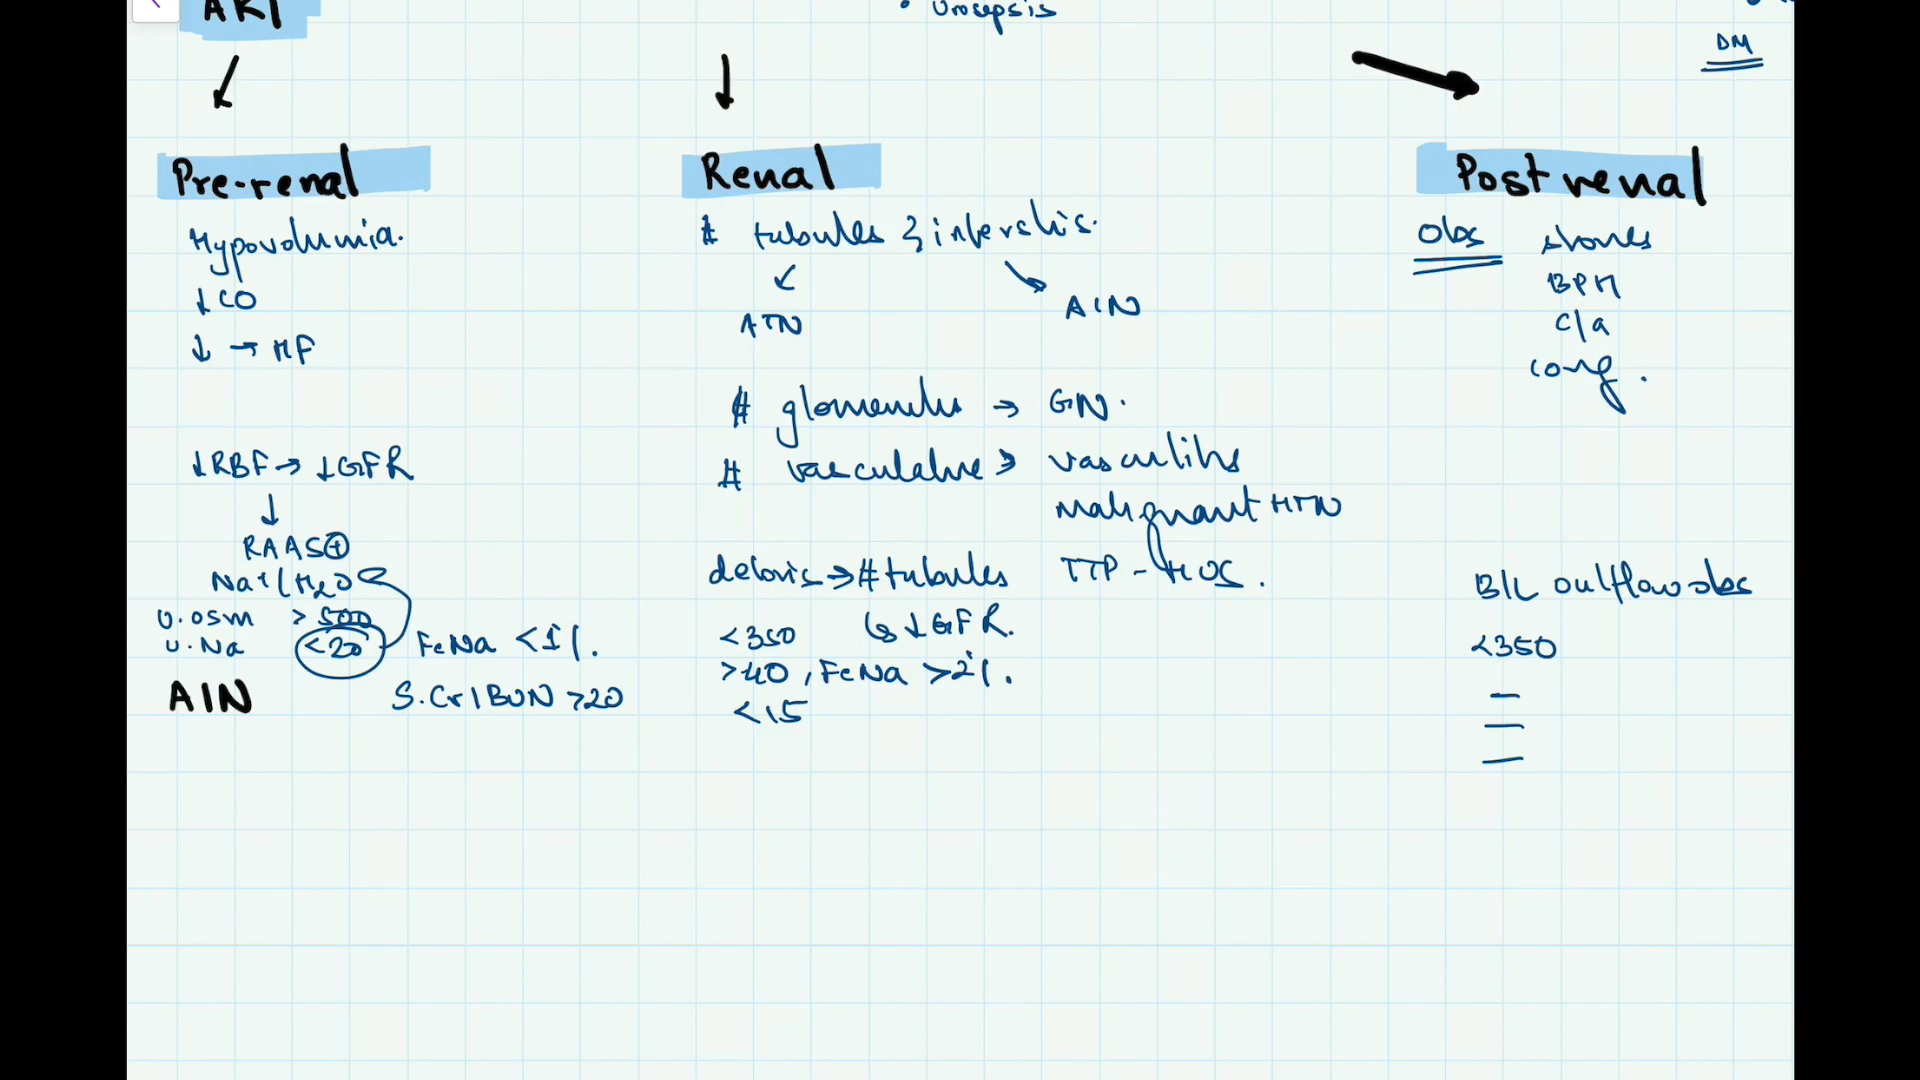 AKI
• Urosepsis
DM
Pre-renal
Hypovolumia.
↓CO
↓ → HF
↓RBF → ↓GFR
↓
RAAS⊕
Na+/H2O
U.osm > 500
U.Na <20 FeNa <1%.
S.Cr/BUN >20
AIN
Renal
# tubules & interstis.
ATN
AIN
# glomerulus → GN.
# vasculature → vasculitis
malignant HTN
TTP-HUS.
debris → # tubules
↳ ↓GFR.
<350
>40, FeNa >2%.
<15
Post renal
Obs stones
BPH
c/a
cong.
B/L outflow obs
<350
—
—
—